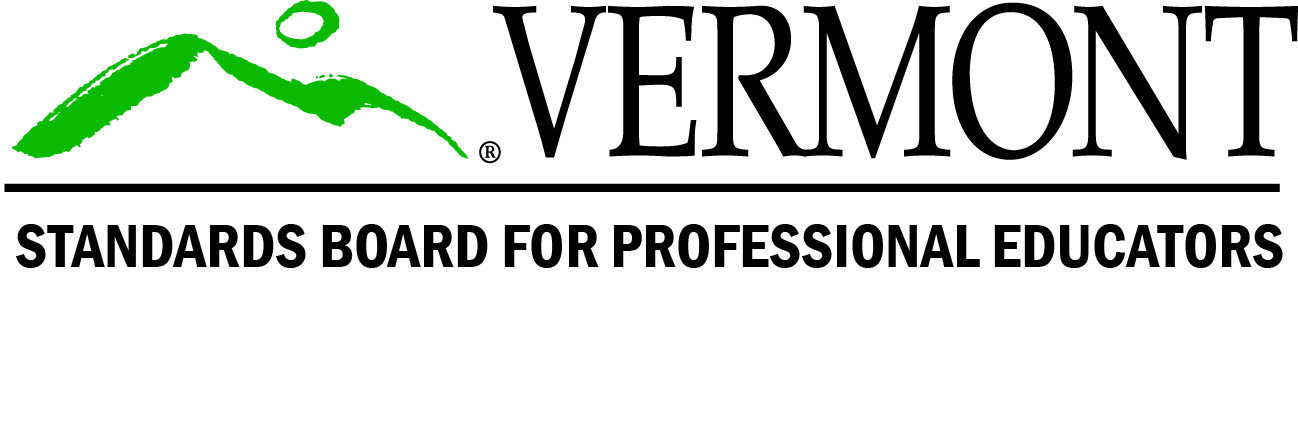 ® VERMONT
STANDARDS BOARD FOR PROFESSIONAL EDUCATORS